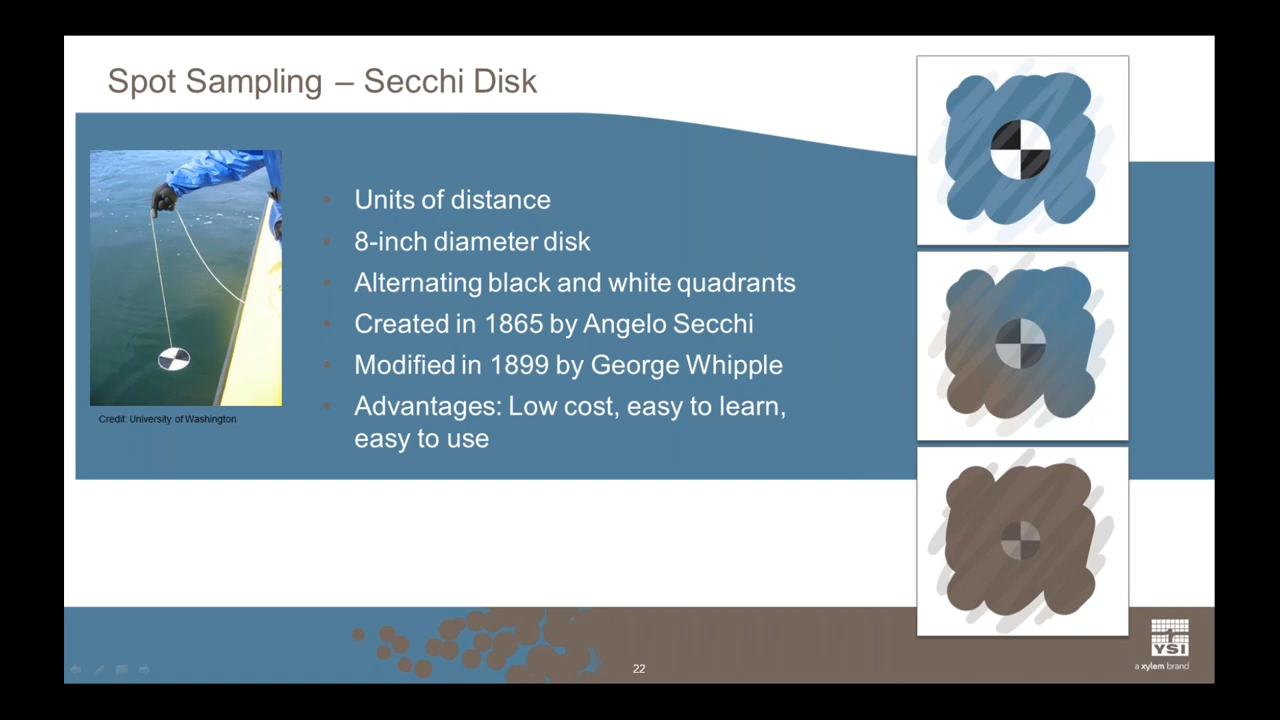 Spot Sampling – Secchi Disk
Units of distance
8-inch diameter disk
Alternating black and white quadrants
Created in 1865 by Angelo Secchi
Modified in 1899 by George Whipple
Advantages: Low cost, easy to learn,
easy to use
Credit: University of Washington
22
YSI
a xylem brand